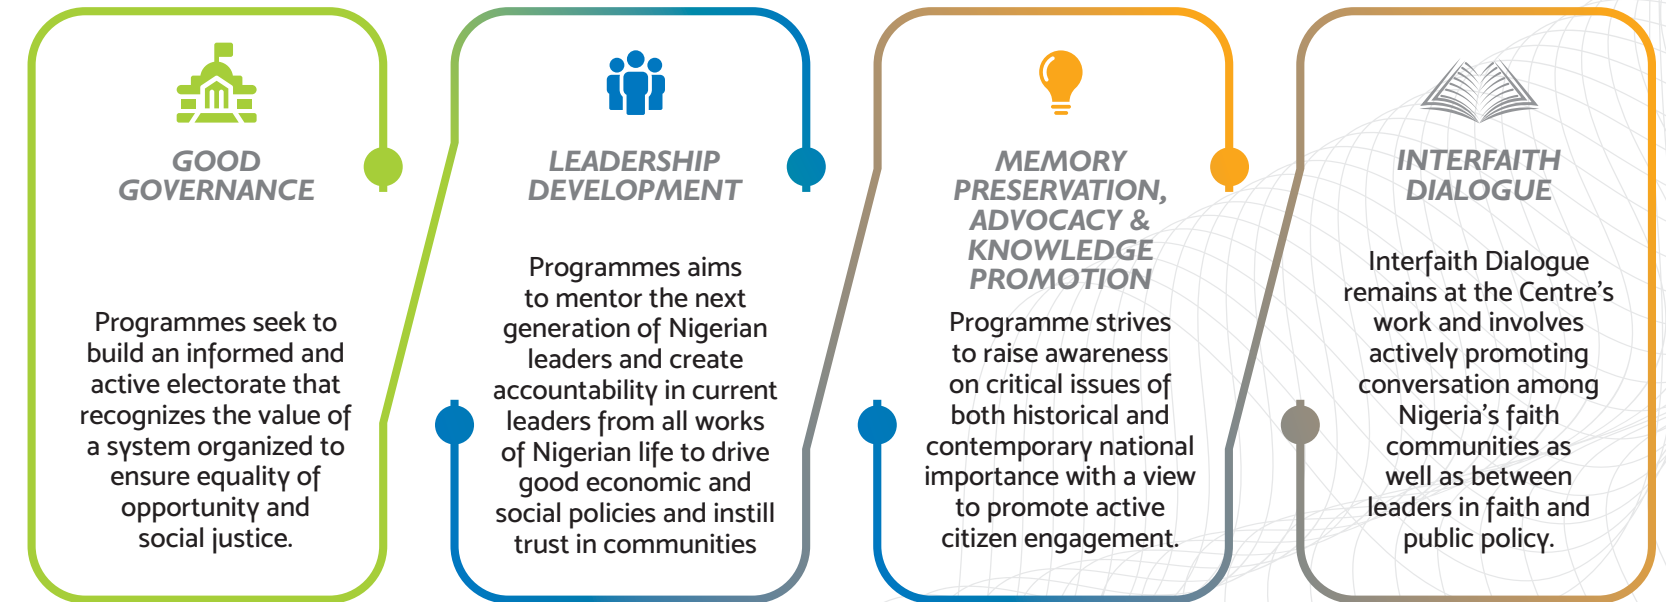 GOOD
GOVERNANCE
Programmes seek to
build an informed and
active electorate that
recognizes the value of
a system organized to
ensure equality of
opportunity and
social justice.
LEADERSHIP
DEVELOPMENT
Programmes aims
to mentor the next
generation of Nigerian
leaders and create
accountability in current
leaders from all works
of Nigerian life to drive
good economic and
social policies and instill
trust in communities
MEMORY
PRESERVATION,
ADVOCACY &
KNOWLEDGE
PROMOTION
Programme strives
to raise awareness
on critical issues of
both historical and
contemporary national
importance with a view
to promote active
citizen engagement.
INTERFAITH
DIALOGUE
Interfaith Dialogue
remains at the Centre's
work and involves
actively promoting
conversation among
Nigeria's faith
communities as
well as between
leaders in faith and
public policy.